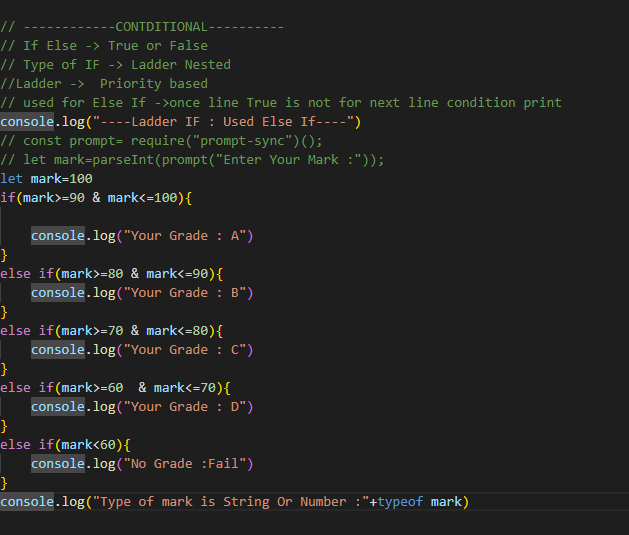 // ------------CONTDITIONAL----------
// If Else -> True or False
// Type of IF -> Ladder Nested
//Ladder ->  Priority based
// used for Else If ->once line True is not for next line condition print
console.log("----Ladder IF : Used Else If----")
// const prompt= require("prompt-sync")();
// let mark=parseInt(prompt("Enter Your Mark :"));
let mark=100
if(mark>=90 & mark<=100){
    console.log("Your Grade : A")
}
else if(mark>=80 & mark<=90){
    console.log("Your Grade : B")
}
else if(mark>=70 & mark<=80){
    console.log("Your Grade : C")
}
else if(mark>=60  & mark<=70){
    console.log("Your Grade : D")
}
else if(mark<60){
    console.log("No Grade :Fail")
}
console.log("Type of mark is String Or Number :"+typeof mark)